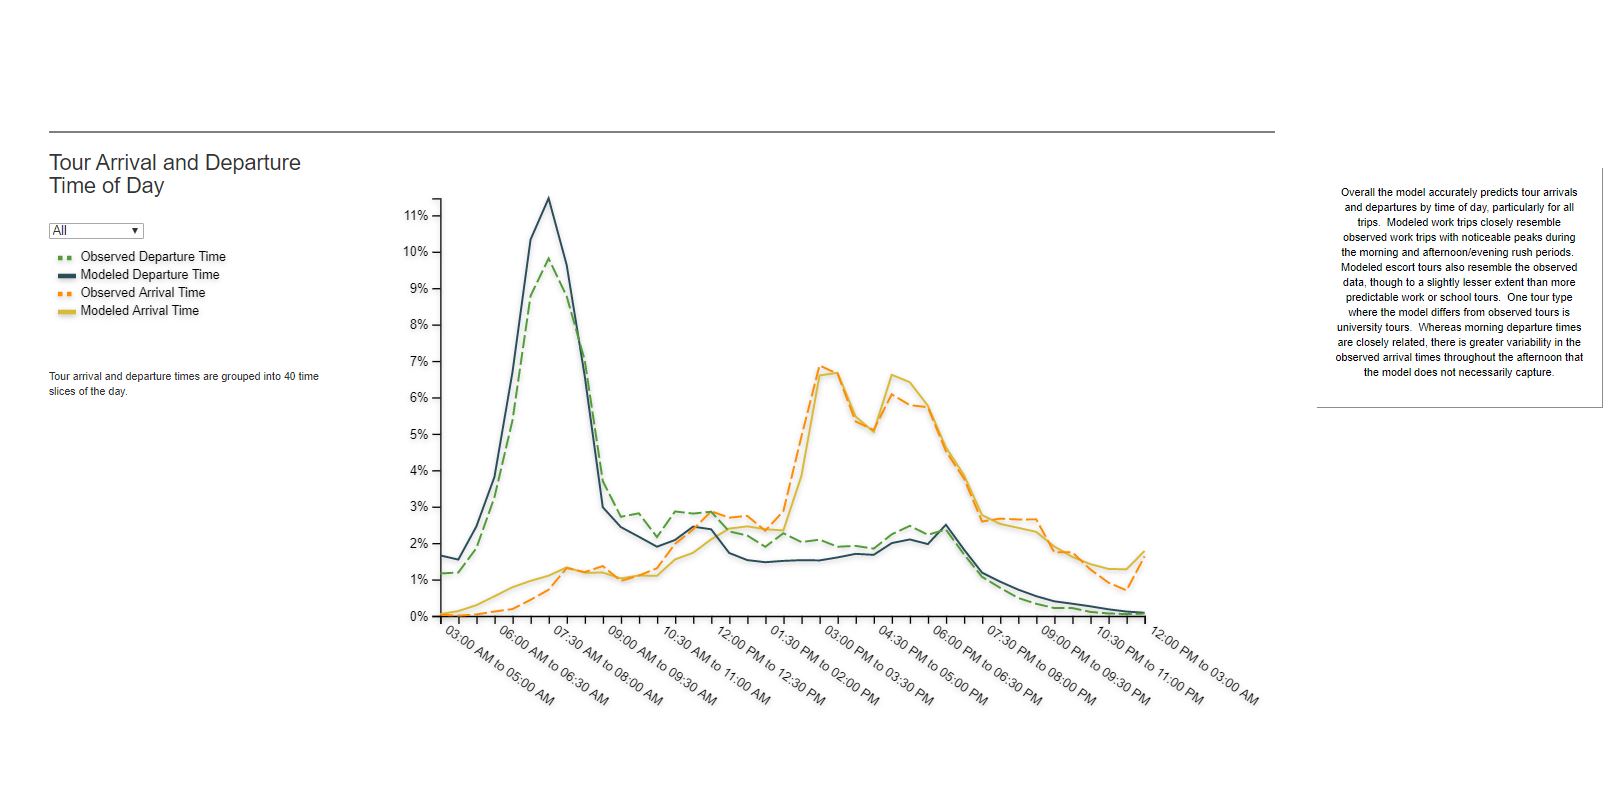 Tour Arrival and Departure
Time of Day
All
Observed Departure Time
Modeled Departure Time
Observed Arrival Time
Modeled Arrival Time
Tour arrival and departure times are grouped into 40 time
slices of the day.
11%
10%
9%
8%
7%
6%
5%
4%
3%
2%
1%
0%
03:00 AM to 05:00 AM
06:00 AM to 06:30 AM
07:30 AM to 08:00 AM
09:00 AM to 09:30 AM
10:30 AM to 11:00 AM
12:00 PM to 12:30 PM
01:30 PM to 02:00 PM
03:00 PM to 03:30 PM
04:30 PM to 05:00 PM
06:00 PM to 06:30 PM
07:30 PM to 08:00 PM
09:00 PM to 09:30 PM
10:30 PM to 11:00 PM
12:00 PM to 03:00 AM
Overall the model accurately predicts tour arrivals
and departures by time of day, particularly for all
trips. Modeled work trips closely resemble
observed work trips with noticeable peaks during
the morning and afternoon/evening rush periods.
Modeled escort tours also resemble the observed
data, though to a slightly lesser extent than more
predictable work or school tours. One tour type
where the model differs from observed tours is
university tours. Whereas morning departure times
are closely related, there is greater variability in the
observed arrival times throughout the afternoon that
the model does not necessarily capture.